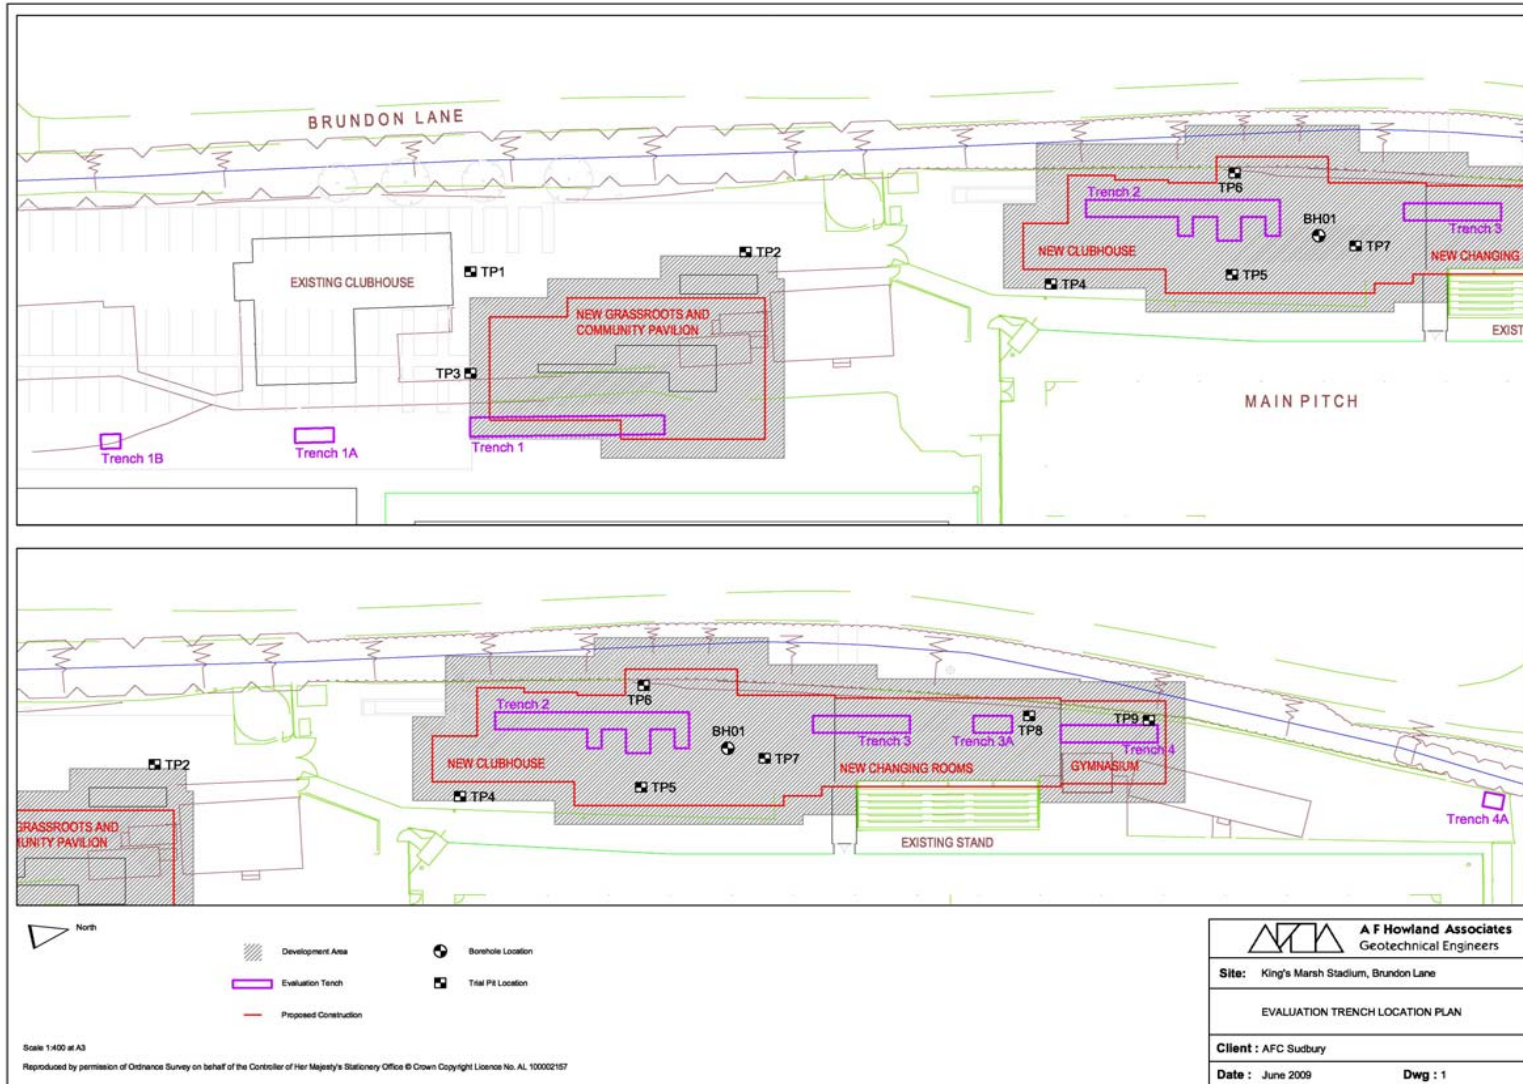 BRUNDON LANE
TP6
Trench 2
BH01
Trench 3
TP2
TP7
NEW CLUBHOUSE
TP1
NEW CHANGING
EXISTING CLUBHOUSE
TP5
TP4
NEW GRASSROOTS AND
COMMUNITY PAVILION
EXIST
TP3
MAIN PITCH
Trench 1
Trench 1A
Trench 1B
Trench 2
TP6
TP9
BH01
TP8
Trench 3
Trench 3A
Trench 4
TP2
NEW CLUBHOUSE
TP7
NEW CHANGING ROOMS
GYMNASIUM
TP5
TP4
Trench 4A
GRASSROOTS AND
MUNITY PAVILION
EXISTING STAND
North
Development Area
Borehole Location
Evaluation Tench
Trial Pit Location
Proposed Construction
Scale 1:400 at A3
Reproduced by permission of Ordnance Survey on behalf of the Controller of Her Majesty's Stationery Office © Crown Copyright Licence No. AL 100002157
A F Howland Associates
Geotechnical Engineers
Site: King's Marsh Stadium, Brundon Lane
EVALUATION TRENCH LOCATION PLAN
Client : AFC Sudbury
Date : June 2009 Dwg : 1